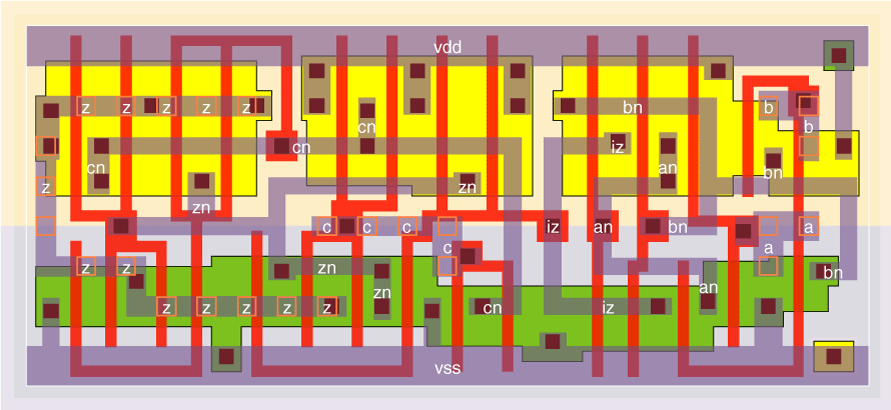 vdd
z z z z z bn b
cn b
cn iz
cn an bn
z zn zn
c c c iz an bn a
c a
z z zn an bn
zn
z z z z z cn iz
vss